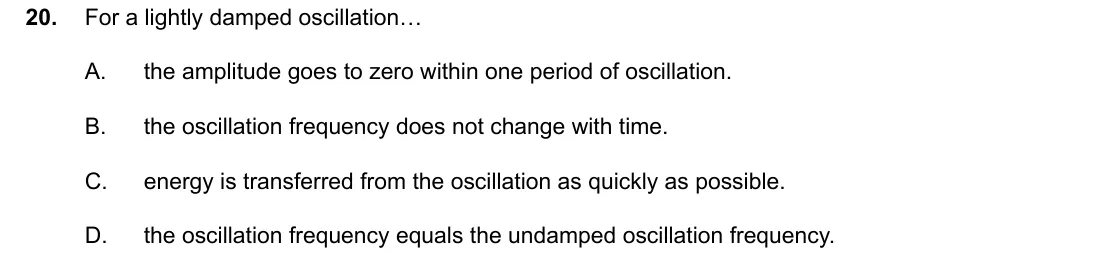 20. For a lightly damped oscillation…
A. the amplitude goes to zero within one period of oscillation.
B. the oscillation frequency does not change with time.
C. energy is transferred from the oscillation as quickly as possible.
D. the oscillation frequency equals the undamped oscillation frequency.